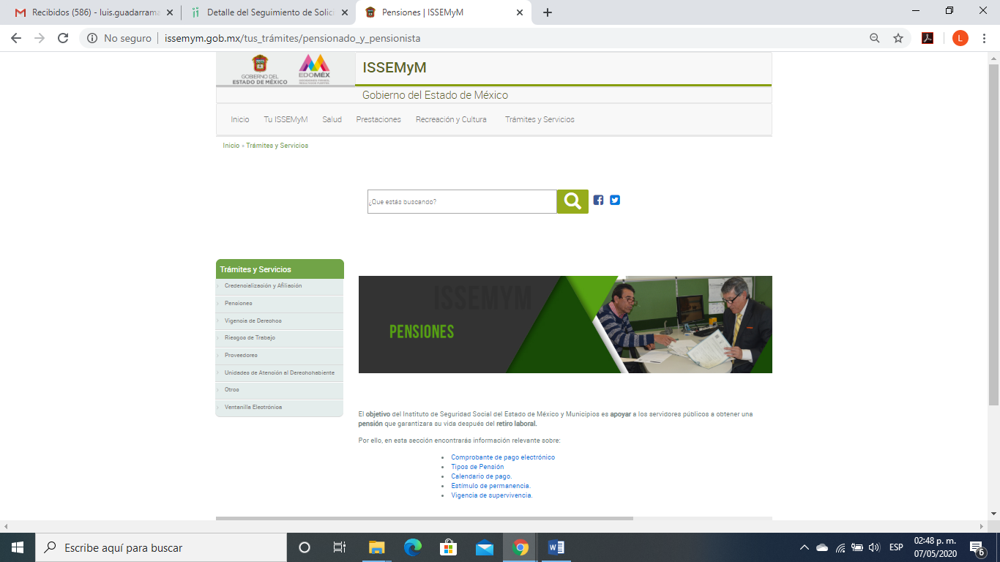 Recibidos (586) - luis.guadarrama
Detalle del Seguimiento de Solici
Pensiones | ISSEMyM
No seguro
issemym.gob.mx/tus_trámites/pensionado_y_pensionista
L
GOBIERNO DEL
ESTADO DE MÉXICO
EDOMÉX
ISSEMyM
Gobierno del Estado de México
Inicio
Tu ISSEMyM
Salud
Prestaciones
Recreación y Cultura
Trámites y Servicios
Inicio » Trámites y Servicios
¿Que estás buscando?
Trámites y Servicios
Credencialización y Afiliación
Pensiones
Vigencia de Derechos
Riesgos de Trabajo
Proveedores
Unidades de Atención al Derechohabiente
Otros
Ventanilla Electrónica
ISSEMYM
PENSIONES
El objetivo del Instituto de Seguridad Social del Estado de México y Municipios es apoyar a los servidores públicos a obtener una
pensión que garantizara su vida después del retiro laboral.
Por ello, en esta sección encontrarás información relevante sobre:
• Comprobante de pago electrónico
• Tipos de Pensión
• Calendario de pago.
• Estímulo de permanencia.
• Vigencia de supervivencia.
Escribe aquí para buscar
ESP
02:48 p. m.
07/05/2020
6